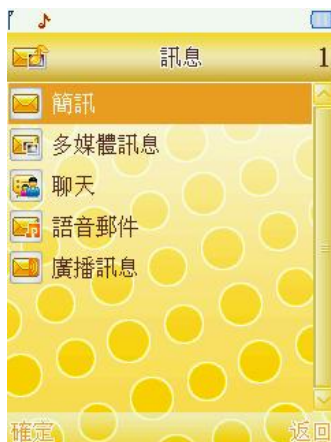 訊息 1
簡訊
多媒體訊息
聊天
語音郵件
廣播訊息
確定 返回